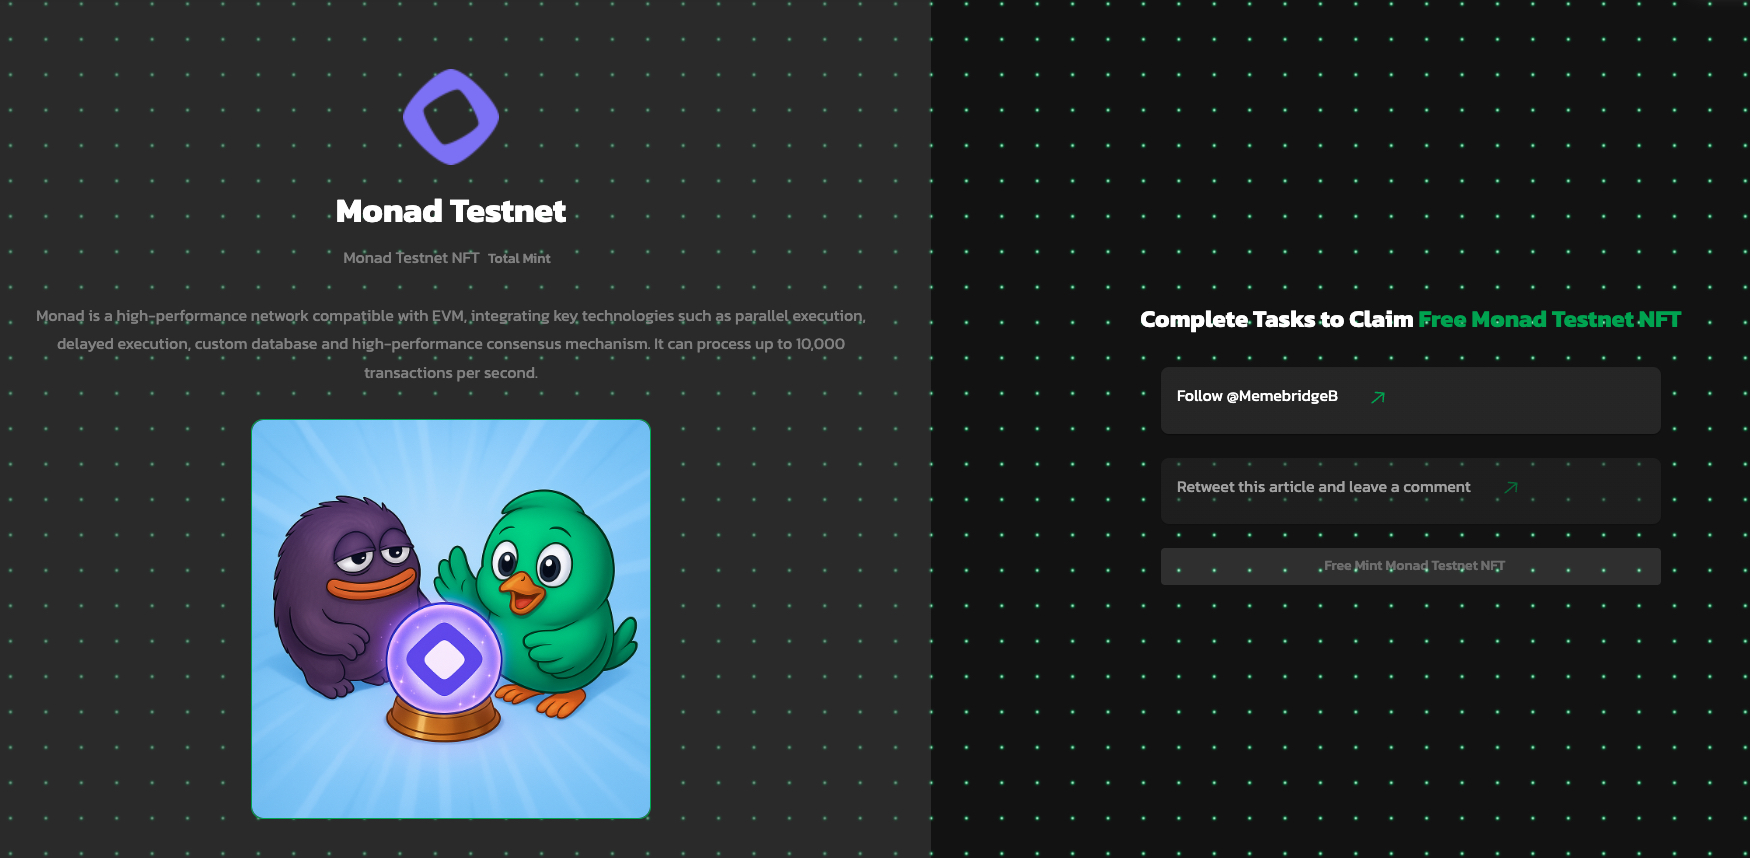 Monad Testnet
Monad Testnet NFT Total Mint
Monad is a high-performance network compatible with EVM, integrating key technologies such as parallel execution,
delayed execution, custom database and high-performance consensus mechanism. It can process up to 10,000
transactions per second.
Complete Tasks to Claim Free Monad Testnet NFT
Follow @MemebridgeB
Retweet this article and leave a comment
Free Mint Monad Testnet NFT